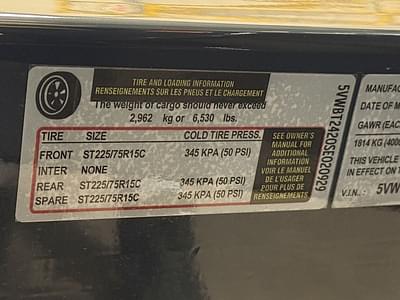 TIRE AND LOADING INFORMATION
RENSEIGNEMENTS SUR LES PNEUS ET LE CHARGEMENT
The weight of cargo should never exceed
2,962 kg or 6,530 lbs.
TIRE SIZE COLD TIRE PRESS.
FRONT ST225/75R15C 345 KPA (50 PSI)
INTER NONE
REAR ST225/75R15C 345 KPA (50 PSI)
SPARE ST225/75R15C 345 KPA (50 PSI)
SEE OWNER'S
MANUAL FOR
ADDITIONAL
INFORMATION
VOIR LE MANUEL
DE L'USAGER
POUR PLUS DE
RENSEIGNEMENTS
MANUFAC
DATE OF M
GAWR (EAC
1814 KG (400
THIS VEHICLE
IN EFFECT ON T
V.I.N.: 5VW